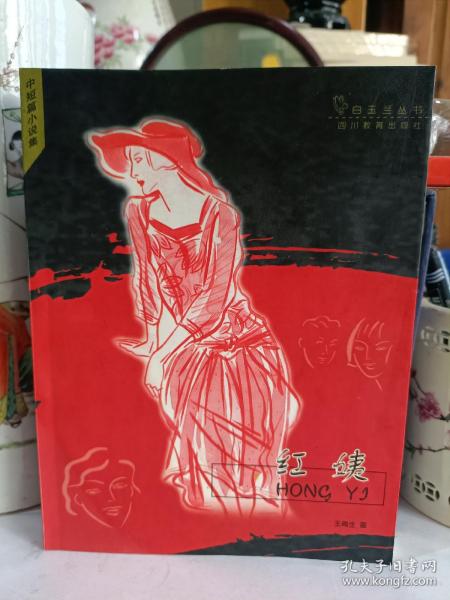 中短篇小说集
白玉兰丛书
四川教育出版社
红姨
HONG YI
王梅生 著
孔夫子旧书网
www.kongfz.com